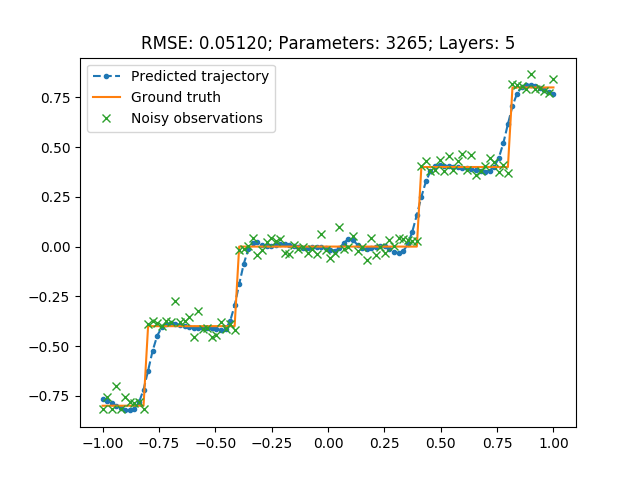 RMSE: 0.05120; Parameters: 3265; Layers: 5
Predicted trajectory
Ground truth
Noisy observations
0.75
0.50
0.25
0.00
−0.25
−0.50
−0.75
−1.00 −0.75 −0.50 −0.25 0.00 0.25 0.50 0.75 1.00